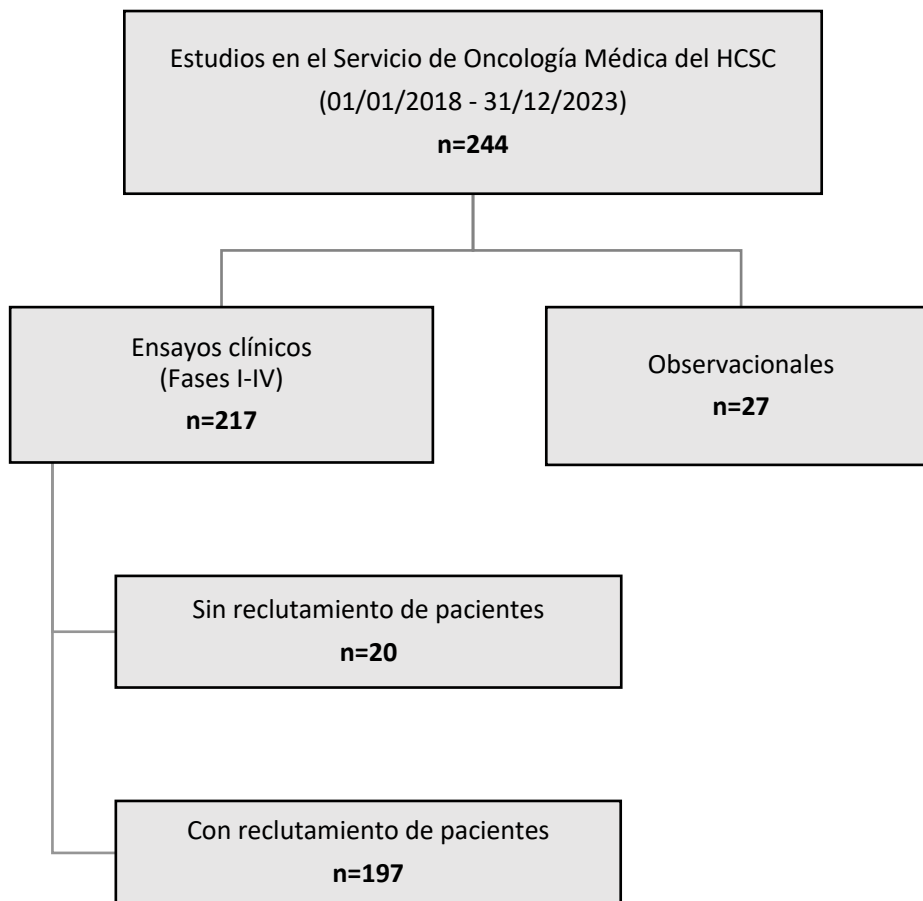 Estudios en el Servicio de Oncología Médica del HCSC
(01/01/2018 - 31/12/2023)
n=244
Ensayos clínicos
(Fases I-IV)
n=217
Observacionales
n=27
Sin reclutamiento de pacientes
n=20
Con reclutamiento de pacientes
n=197